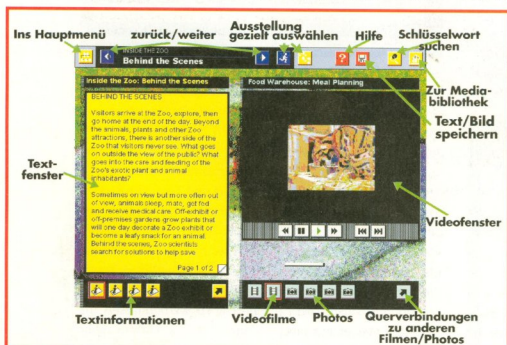 Ausstellung
gezielt auswählen
Ins Hauptmenü
zurück/weiter
Hilfe
Schlüsselwort
suchen
INSIDE THE ZOO
Behind the Scenes
Zur Media-
bibliothek
Text/Bild
speichern
Inside the Zoo: Behind the Scenes
BEHIND THE SCENES
Visitors arrive at the Zoo, explore, then
go home at the end of the day. Beyond
the animals, plants and other Zoo
attractions, there is another side of the
Zoo that visitors never see. What goes
on outside the view of the public? What
goes into the care and feeding of the
Zoo's exotic plant and animal
inhabitants?
Sometimes on view but more often out
of view, animals sleep, mate, get fed
and receive medical care. Off-exhibit or
off-premises gardens grow plants that
will one day decorate a Zoo exhibit or
become a leafy snack for an animal.
Behind the scenes, Zoo scientists
search for solutions to help save
Page 1 of 2
Text-
fenster
Food Warehouse: Meal Planning
Videofenster
Textinformationen
Videofilme
Photos
Querverbindungen
zu anderen
Filmen/Photos